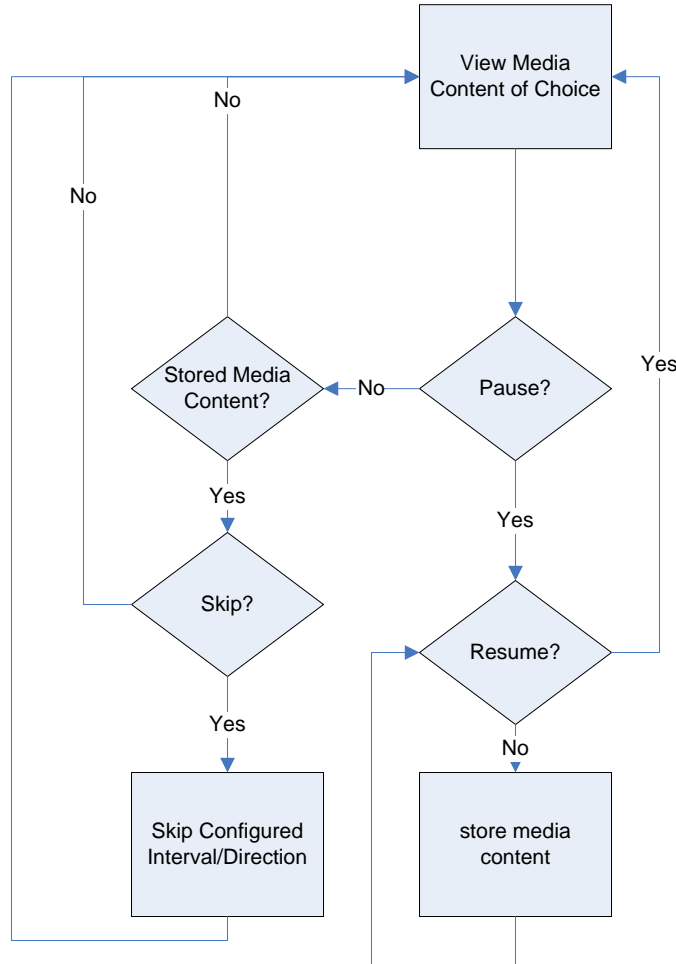 View Media
Content of Choice
No
No
Stored Media
Content?
No
Pause?
Yes
Yes
Yes
Skip?
Resume?
Yes
No
Skip Configured
Interval/Direction
store media
content